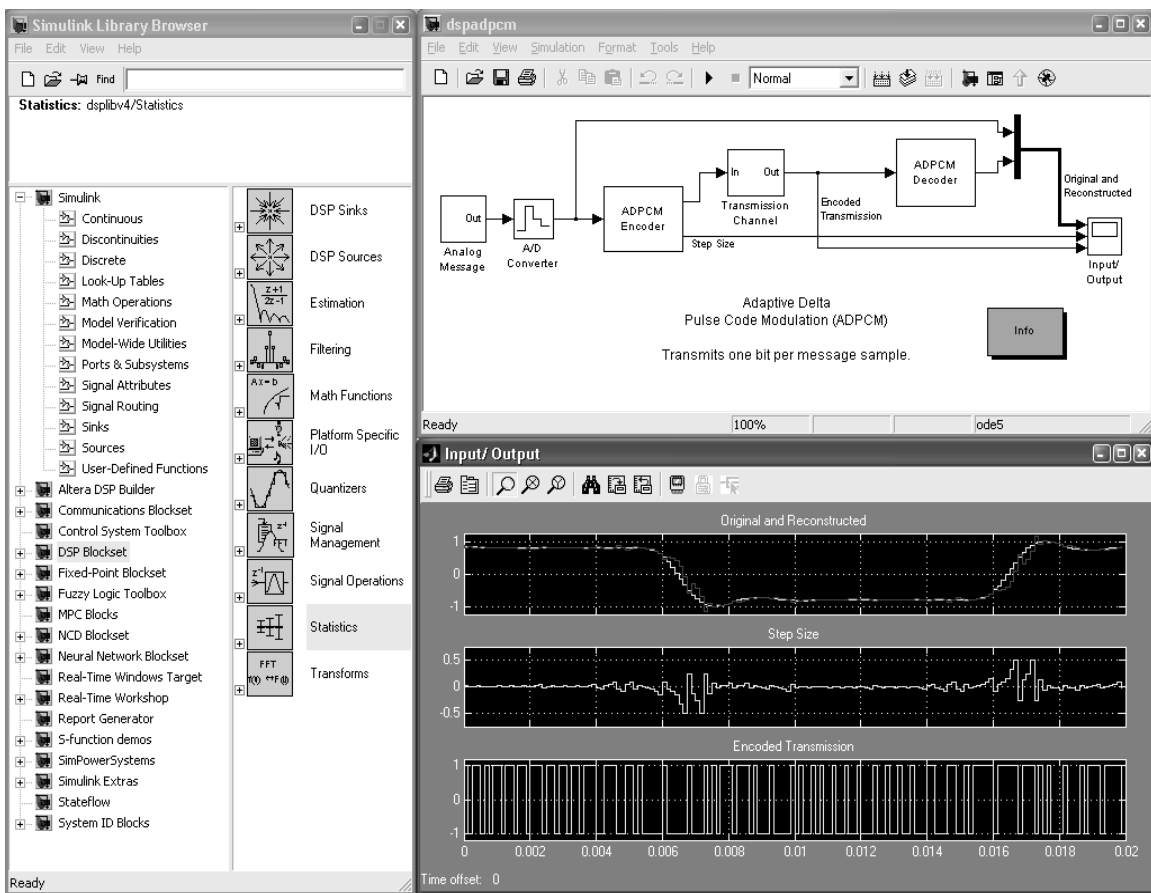 Simulink Library Browser
File Edit View Help
Find
Statistics: dsplibv4/Statistics
Simulink
Continuous
Discontinuities
Discrete
Look-Up Tables
Math Operations
Model Verification
Model-Wide Utilities
Ports & Subsystems
Signal Attributes
Signal Routing
Sinks
Sources
User-Defined Functions
Altera DSP Builder
Communications Blockset
Control System Toolbox
DSP Blockset
Fixed-Point Blockset
Fuzzy Logic Toolbox
MPC Blocks
NCD Blockset
Neural Network Blockset
Real-Time Windows Target
Real-Time Workshop
Report Generator
S-function demos
SimPowerSystems
Simulink Extras
Stateflow
System ID Blocks
DSP Sinks
DSP Sources
z+1
2z-1
Estimation
Filtering
Ax=b
Math Functions
Platform Specific
I/O
Quantizers
z-1
FFT
Signal
Management
z-1
Signal Operations
Statistics
FFT
Transforms
Ready
dspadpcm
File Edit View Simulation Format Tools Help
Normal
Out
Analog
Message
A/D
Converter
ADPCM
Encoder
In Out
Transmission
Channel
Step Size
Encoded
Transmission
ADPCM
Decoder
Original and
Reconstructed
Input/
Output
Adaptive Delta
Pulse Code Modulation (ADPCM)
Transmits one bit per message sample.
Info
Ready 100% ode5
Input/ Output
Original and Reconstructed
1
0
-1
Step Size
0.5
0
-0.5
Encoded Transmission
1
0
-1
0 0.002 0.004 0.006 0.008 0.01 0.012 0.014 0.016 0.018 0.02
Time offset: 0